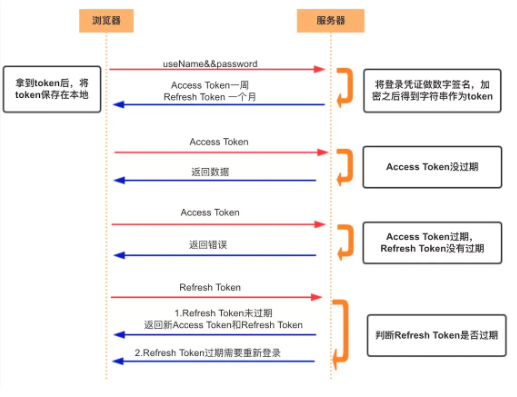 浏览器
服务器
useName&&password
拿到token后，将
token保存在本地
Access Token一周
Refresh Token 一个月
将登录凭证做数字签名，加
密之后得到字符串作为token
Access Token
返回数据
Access Token没过期
Access Token
返回错误
Access Token过期，
Refresh Token没有过期
Refresh Token
1.Refresh Token未过期
返回新Access Token和Refresh Token
判断Refresh Token是否过期
2.Refresh Token过期需要重新登录